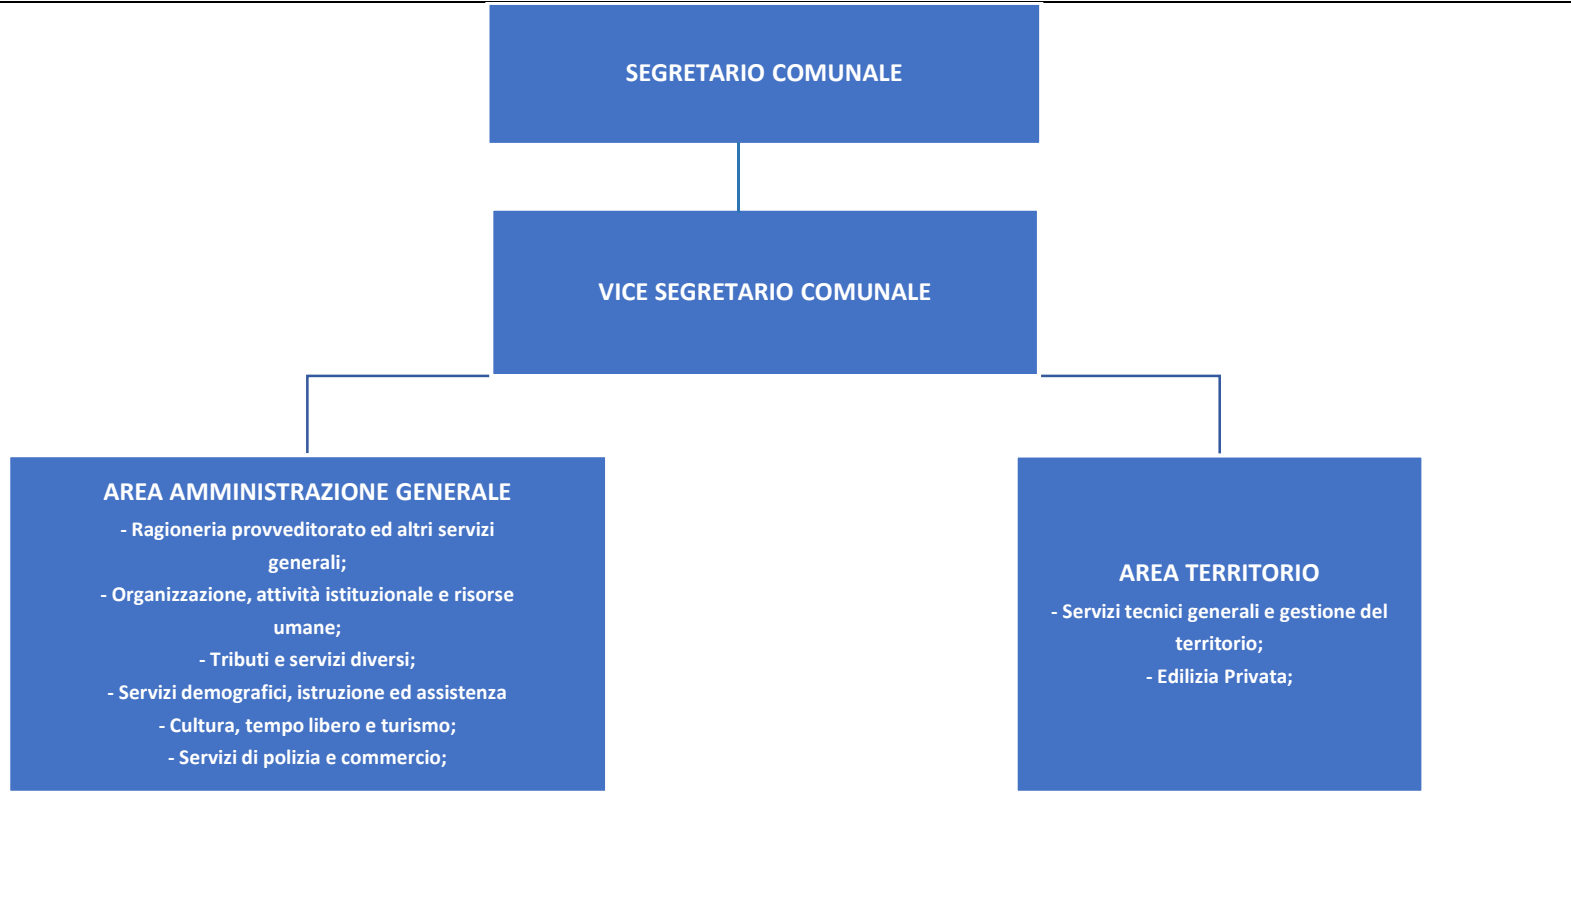 SEGRETARIO COMUNALE
VICE SEGRETARIO COMUNALE
AREA AMMINISTRAZIONE GENERALE
- Ragioneria provveditorato ed altri servizi
generali;
- Organizzazione, attività istituzionale e risorse
umane;
- Tributi e servizi diversi;
- Servizi demografici, istruzione ed assistenza
- Cultura, tempo libero e turismo;
- Servizi di polizia e commercio;
AREA TERRITORIO
- Servizi tecnici generali e gestione del
territorio;
- Edilizia Privata;